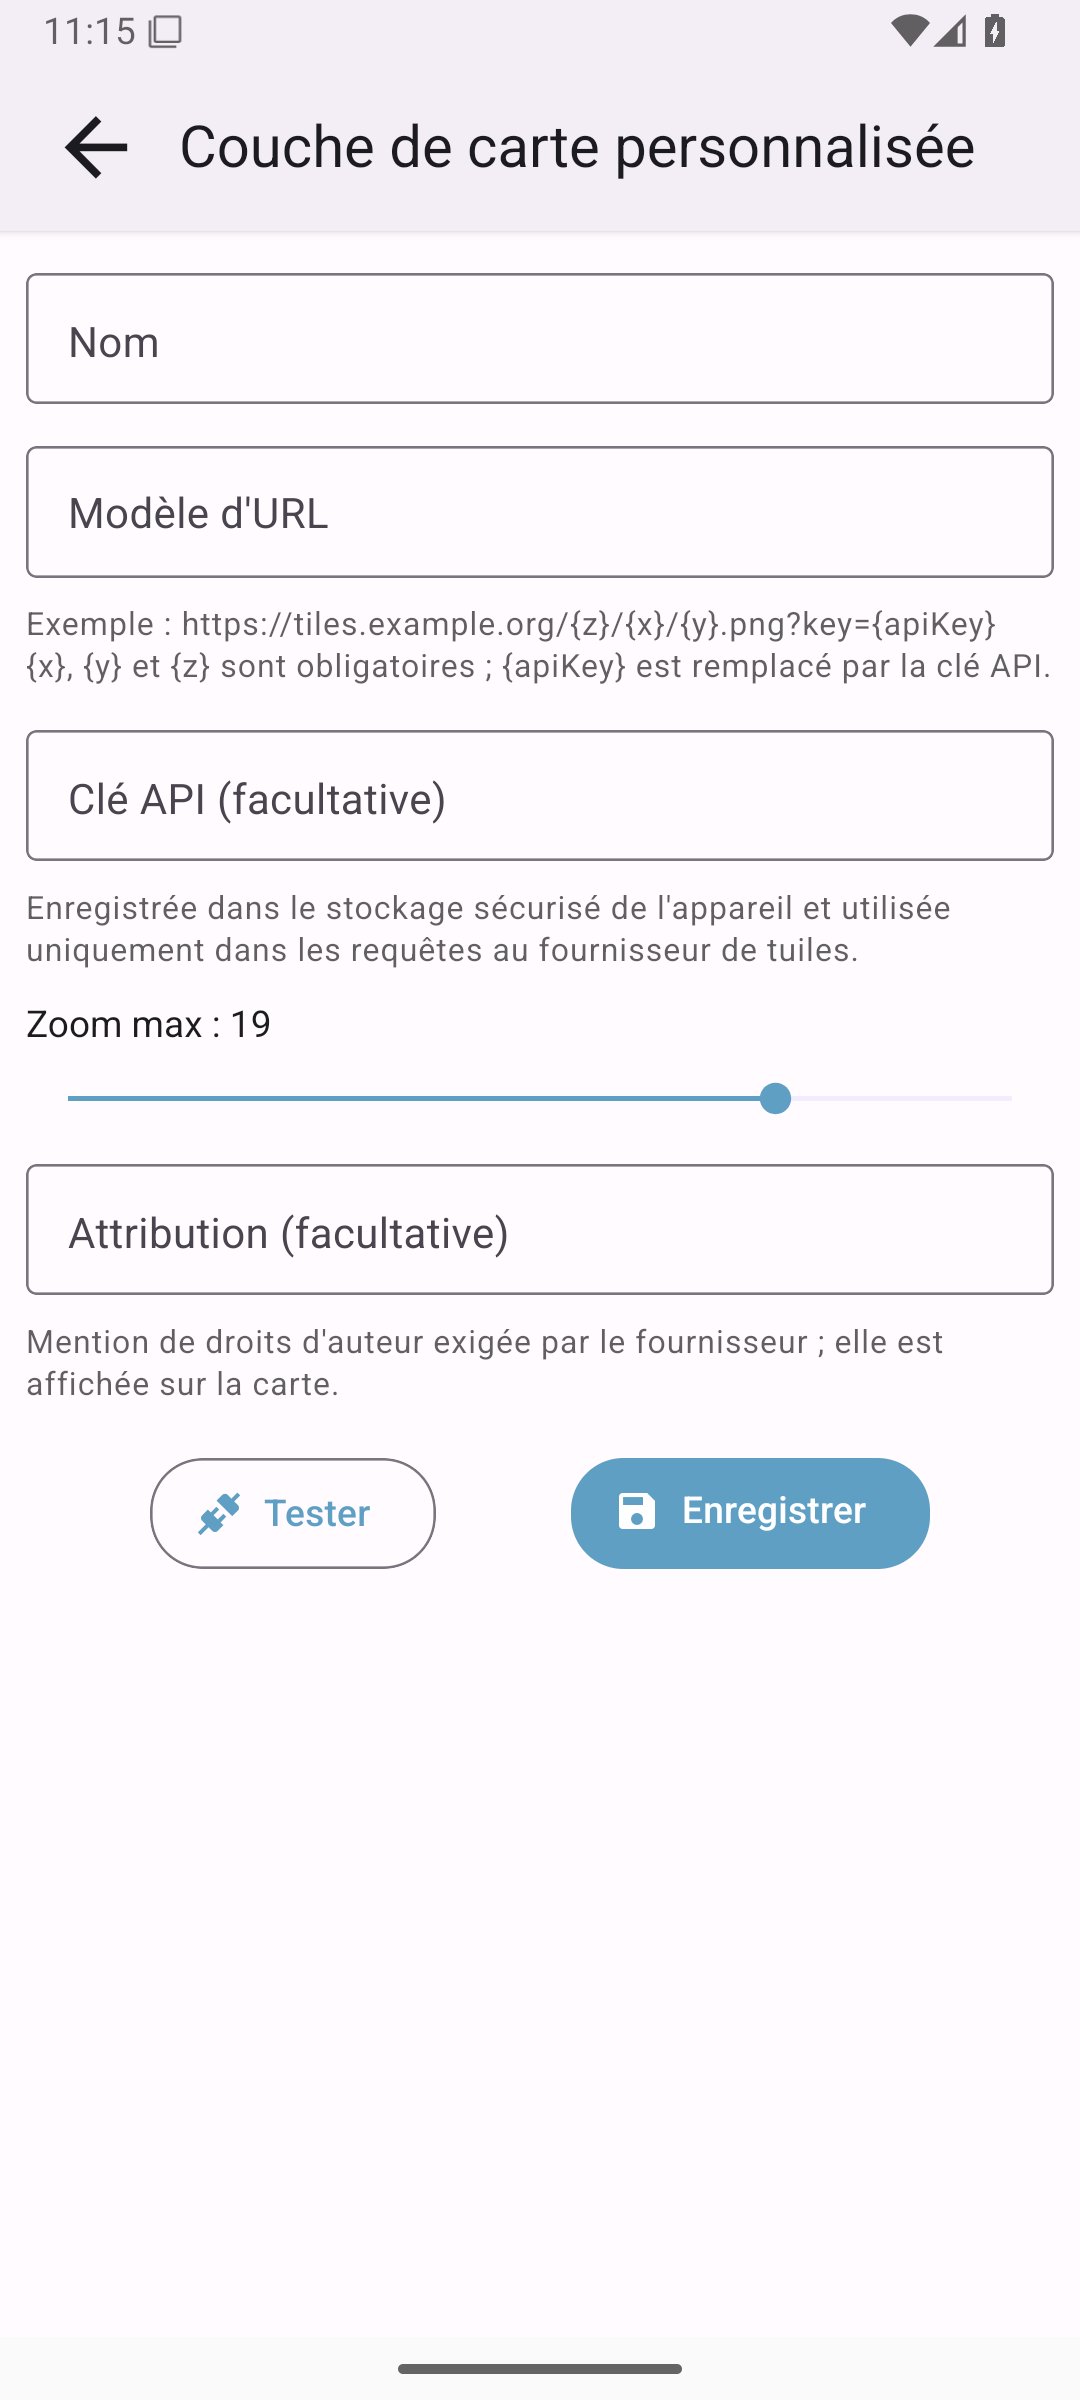 11:15
Couche de carte personnalisée
Nom
Modèle d'URL
Exemple : https://tiles.example.org/{z}/{x}/{y}.png?key={apiKey}
{x}, {y} et {z} sont obligatoires ; {apiKey} est remplacé par la clé API.
Clé API (facultative)
Enregistrée dans le stockage sécurisé de l'appareil et utilisée
uniquement dans les requêtes au fournisseur de tuiles.
Zoom max : 19
Attribution (facultative)
Mention de droits d'auteur exigée par le fournisseur ; elle est
affichée sur la carte.
Tester
Enregistrer